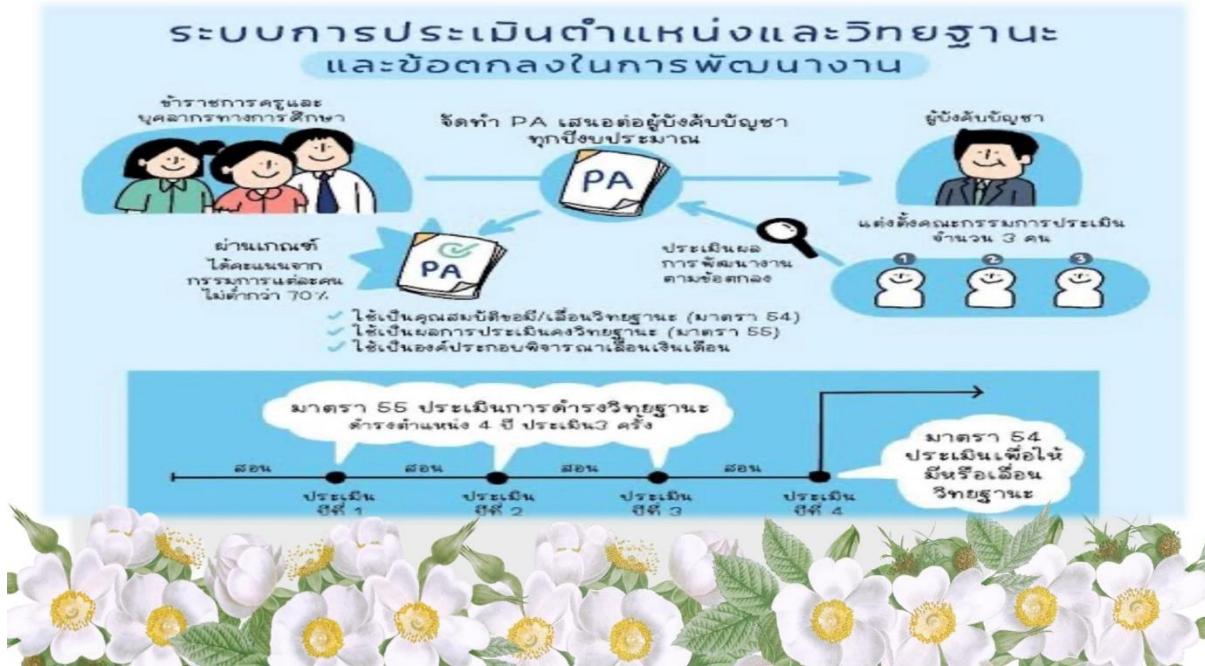 ระบบการประเมินตำแหน่งและวิทยฐานะ
และข้อตกลงในการพัฒนางาน
ข้าราชการครูและ
บุคลากรทางการศึกษา
จัดทำ PA เสนอต่อผู้บังคับบัญชา
ทุกปีงบประมาณ
ผู้บังคับบัญชา
PA
แต่งตั้งคณะกรรมการประเมิน
จำนวน 3 คน
1
2
3
ประเมินผล
การพัฒนางาน
ตามข้อตกลง
ผ่านเกณฑ์
ได้คะแนนจาก
กรรมการแต่ละคน
ไม่ต่ำกว่า 70%
PA
ใช้เป็นคุณสมบัติขอมี/เลื่อนวิทยฐานะ (มาตรา 54)
ใช้เป็นผลการประเมินคงวิทยฐานะ (มาตรา 55)
ใช้เป็นองค์ประกอบพิจารณาเลื่อนเงินเดือน
มาตรา 55 ประเมินการดำรงวิทยฐานะ
ดำรงตำแหน่ง 4 ปี ประเมิน3 ครั้ง
มาตรา 54
ประเมินเพื่อให้
มีหรือเลื่อน
วิทยฐานะ
สอน สอน สอน สอน
ประเมิน ประเมิน ประเมิน ประเมิน
ปีที่ 1 ปีที่ 2 ปีที่ 3 ปีที่ 4